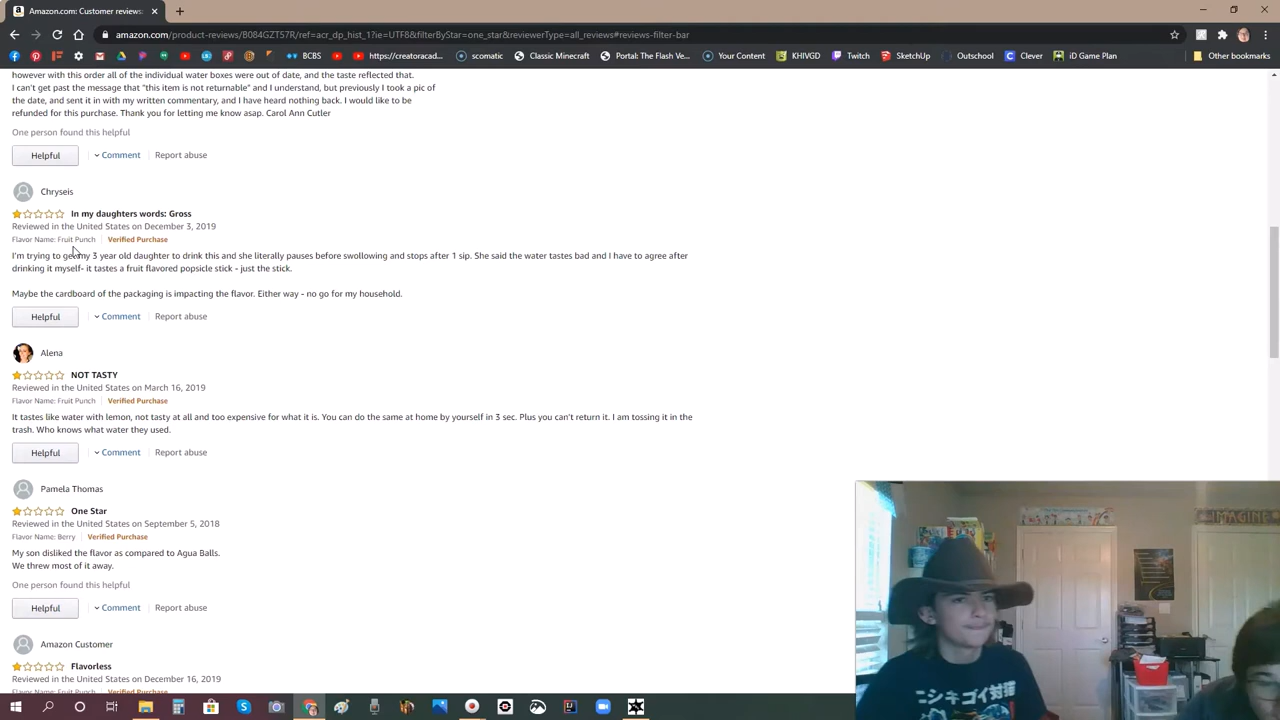 Amazon.com: Customer reviews
amazon.com/product-reviews/B084GZT57R/ref=acr_dp_hist_1?ie=UTF8&filterByStar=one_star&reviewerType=all_reviews#reviews-filter-bar
BCBS
https://creatoracad...
scomatic
Classic Minecraft
Portal: The Flash Ve...
Your Content
KHIVGD
Twitch
SketchUp
Outschool
Clever
iD Game Plan
Other bookmarks
however with this order all of the individual water boxes were out of date, and the taste reflected that.
I can't get past the message that "this item is not returnable" and I understand, but previously I took a pic of
the date, and sent it in with my written commentary, and I have heard nothing back. I would like to be
refunded for this purchase. Thank you for letting me know asap. Carol Ann Cutler
One person found this helpful
Helpful
Comment
Report abuse
Chryseis
In my daughters words: Gross
Reviewed in the United States on December 3, 2019
Flavor Name: Fruit Punch
Verified Purchase
I'm trying to get my 3 year old daughter to drink this and she literally pauses before swollowing and stops after 1 sip. She said the water tastes bad and I have to agree after
drinking it myself- it tastes a fruit flavored popsicle stick - just the stick.
Maybe the cardboard of the packaging is impacting the flavor. Either way - no go for my household.
Helpful
Comment
Report abuse
Alena
NOT TASTY
Reviewed in the United States on March 16, 2019
Flavor Name: Fruit Punch
Verified Purchase
It tastes like water with lemon, not tasty at all and too expensive for what it is. You can do the same at home by yourself in 3 sec. Plus you can't return it. I am tossing it in the
trash. Who knows what water they used.
Helpful
Comment
Report abuse
Pamela Thomas
One Star
Reviewed in the United States on September 5, 2018
Flavor Name: Berry
Verified Purchase
My son disliked the flavor as compared to Agua Balls.
We threw most of it away.
One person found this helpful
Helpful
Comment
Report abuse
Amazon Customer
Flavorless
Reviewed in the United States on December 16, 2019
Flavor Name: Fruit Punch
Verified Purchase
IMAGINE
ニシキゴイ対猫